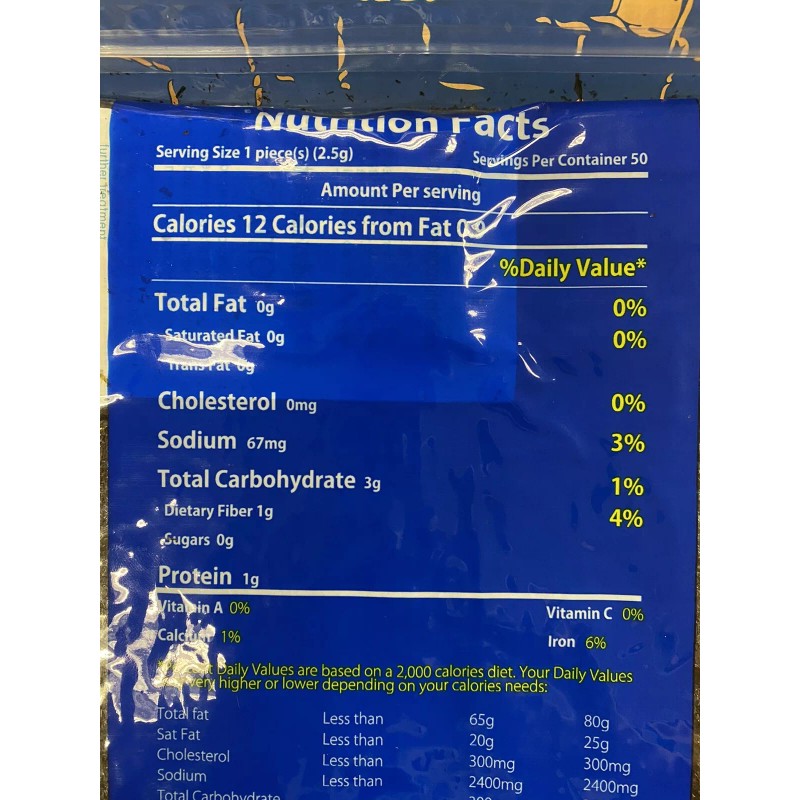 Nutrition Facts
Serving Size 1 piece(s) (2.5g) Servings Per Container 50
Amount Per serving
Calories 12 Calories from Fat
%Daily Value*
Total Fat 0g 0%
Saturated Fat 0g 0%
Trans Fat 0g
Cholesterol 0mg 0%
Sodium 67mg 3%
Total Carbohydrate 3g 1%
Dietary Fiber 1g 4%
Sugars 0g
Protein 1g
Vitamin A 0% Vitamin C 0%
Calcium 1% Iron 6%
Daily Values are based on a 2,000 calories diet. Your Daily Values
very higher or lower depending on your calories needs:
Total fat Less than 65g 80g
Sat Fat Less than 20g 25g
Cholesterol Less than 300mg 300mg
Sodium Less than 2400mg 2400mg
Total Carbohydrate
further treatment